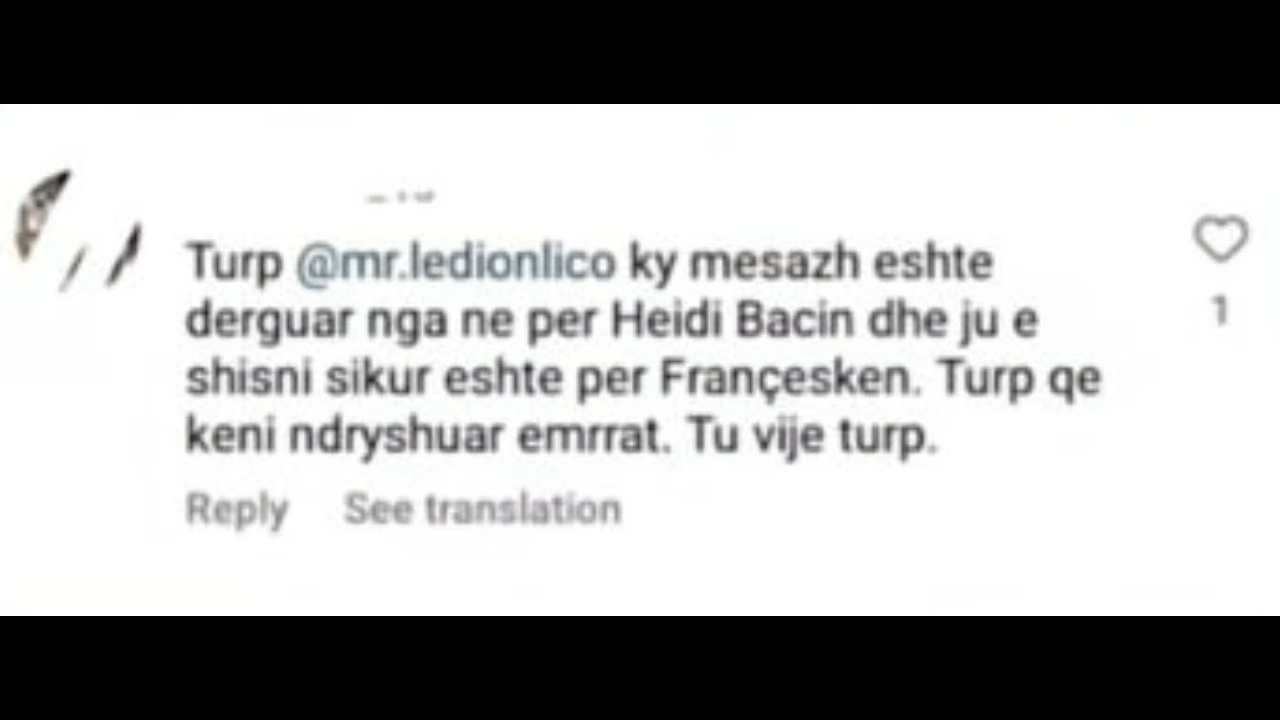 Turp @mr.ledionlico ky mesazh eshte
derguar nga ne per Heidi Bacin dhe ju e
shisni sikur eshte per Françesken. Turp qe
keni ndryshuar emrrat. Tu vije turp.
Reply See translation
1